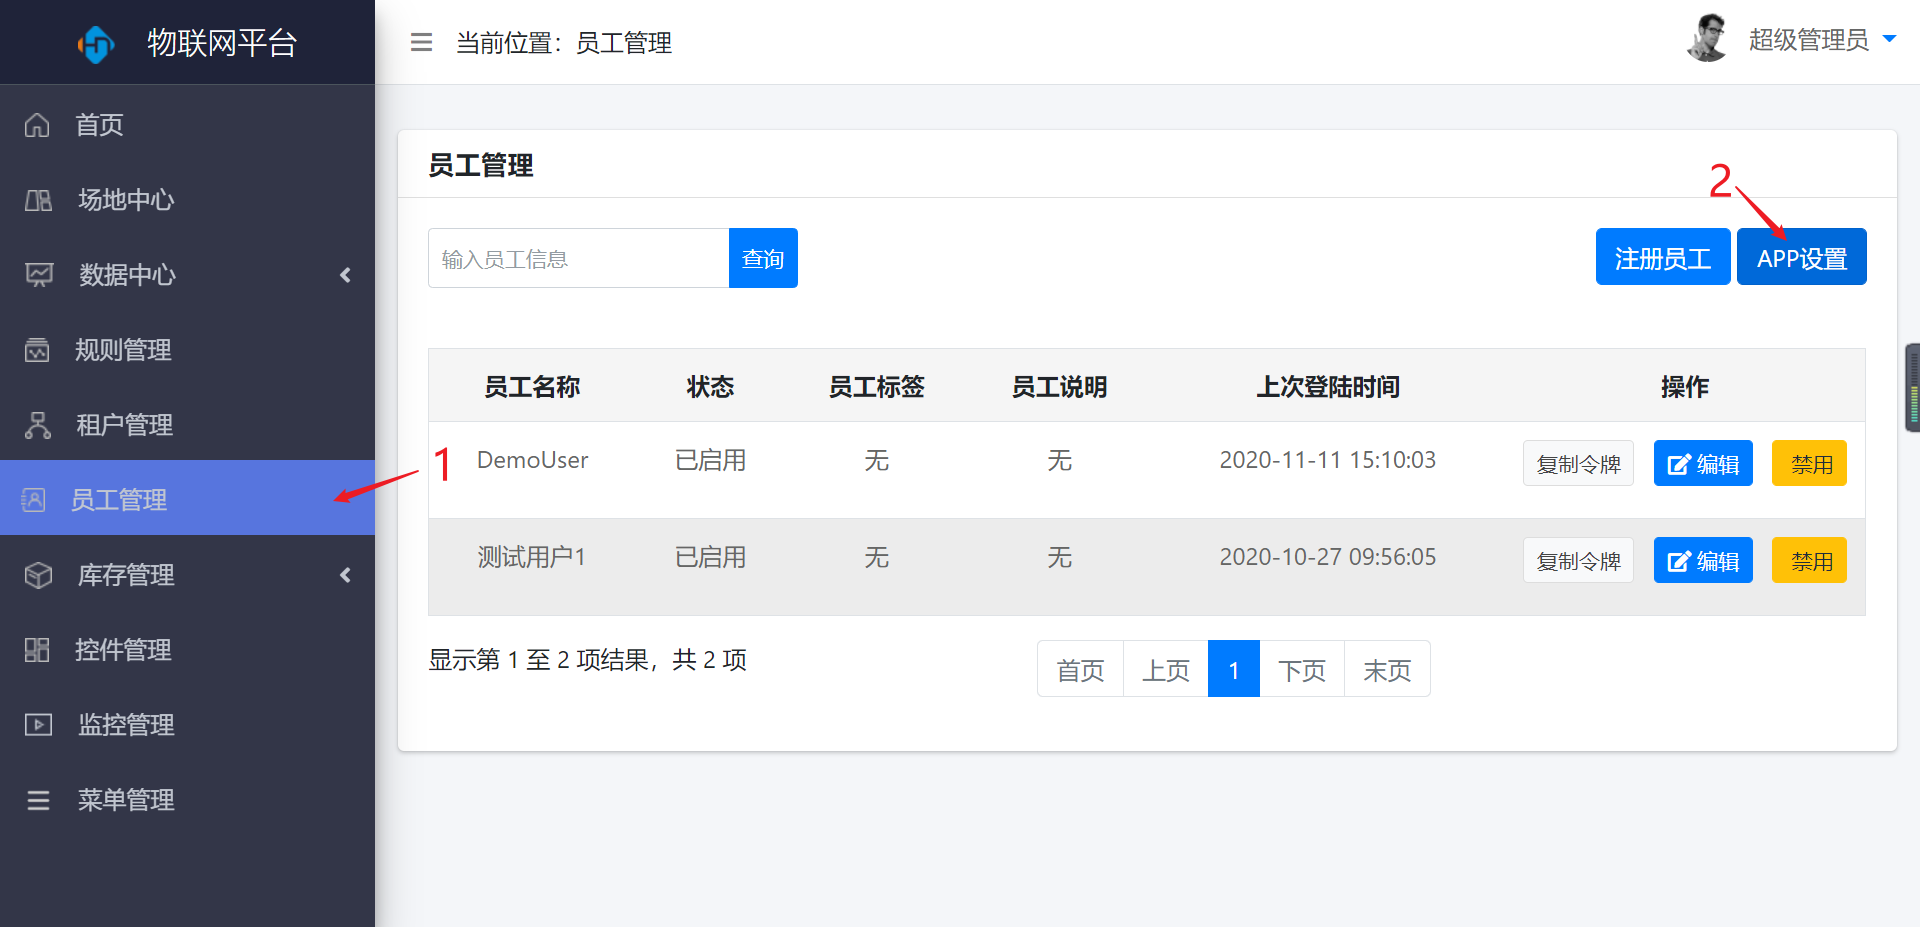 物联网平台
当前位置：员工管理
超级管理员
首页
场地中心
数据中心
规则管理
租户管理
员工管理
库存管理
控件管理
监控管理
菜单管理
1
员工管理
2
输入员工信息 查询
注册员工 APP设置
员工名称 状态 员工标签 员工说明 上次登陆时间 操作
DemoUser 已启用 无 无 2020-11-11 15:10:03 复制令牌 编辑 禁用
测试用户1 已启用 无 无 2020-10-27 09:56:05 复制令牌 编辑 禁用
显示第 1 至 2 项结果，共 2 项
首页 上页 1 下页 末页